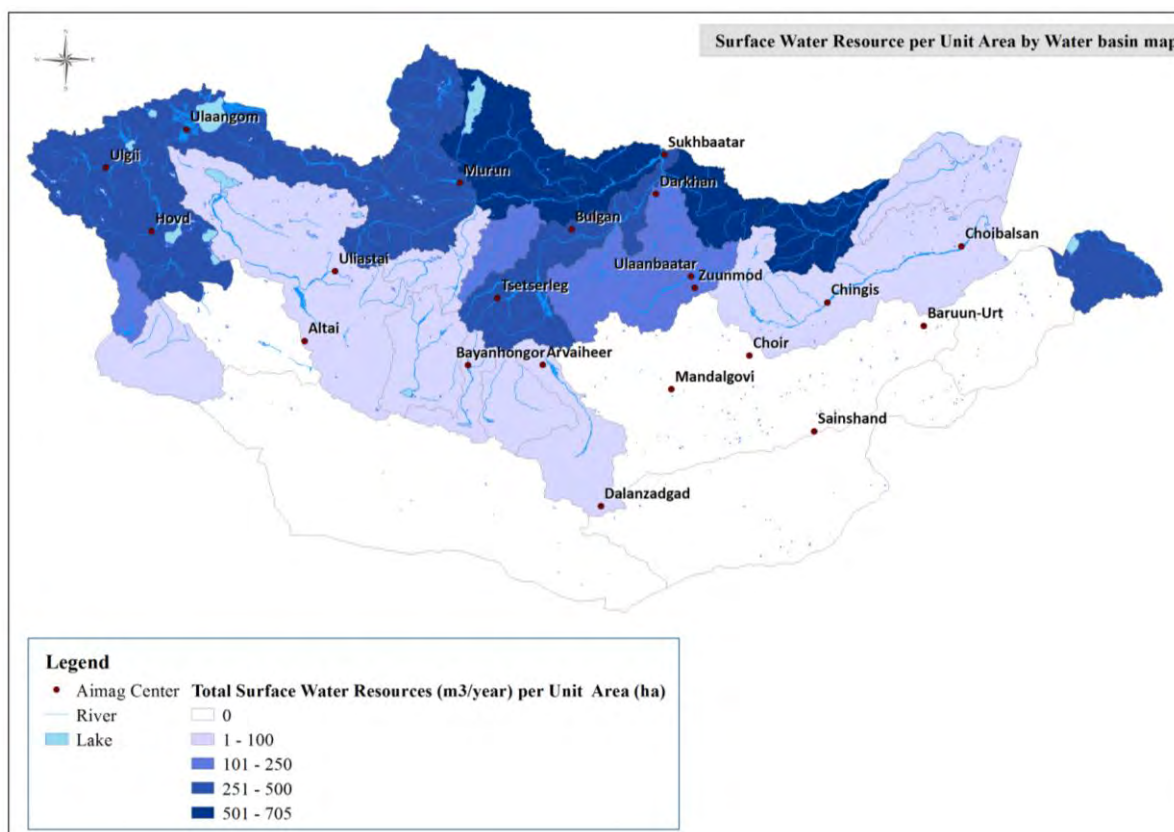 Surface Water Resource per Unit Area by Water basin map
Ulaangom
Ulgii
Sukhbaatar
Murun
Darkhan
Hovd
Bulgan
Choibalsan
Uliastai
Ulaanbaatar
Zuunmod
Tsetserleg
Chingis
Baruun-Urt
Altai
Choir
Bayanhongor
Arvaiheer
Mandalgovi
Sainshand
Dalanzadgad
Legend
Aimag Center
River
Lake
Total Surface Water Resources (m3/year) per Unit Area (ha)
0
1 - 100
101 - 250
251 - 500
501 - 705